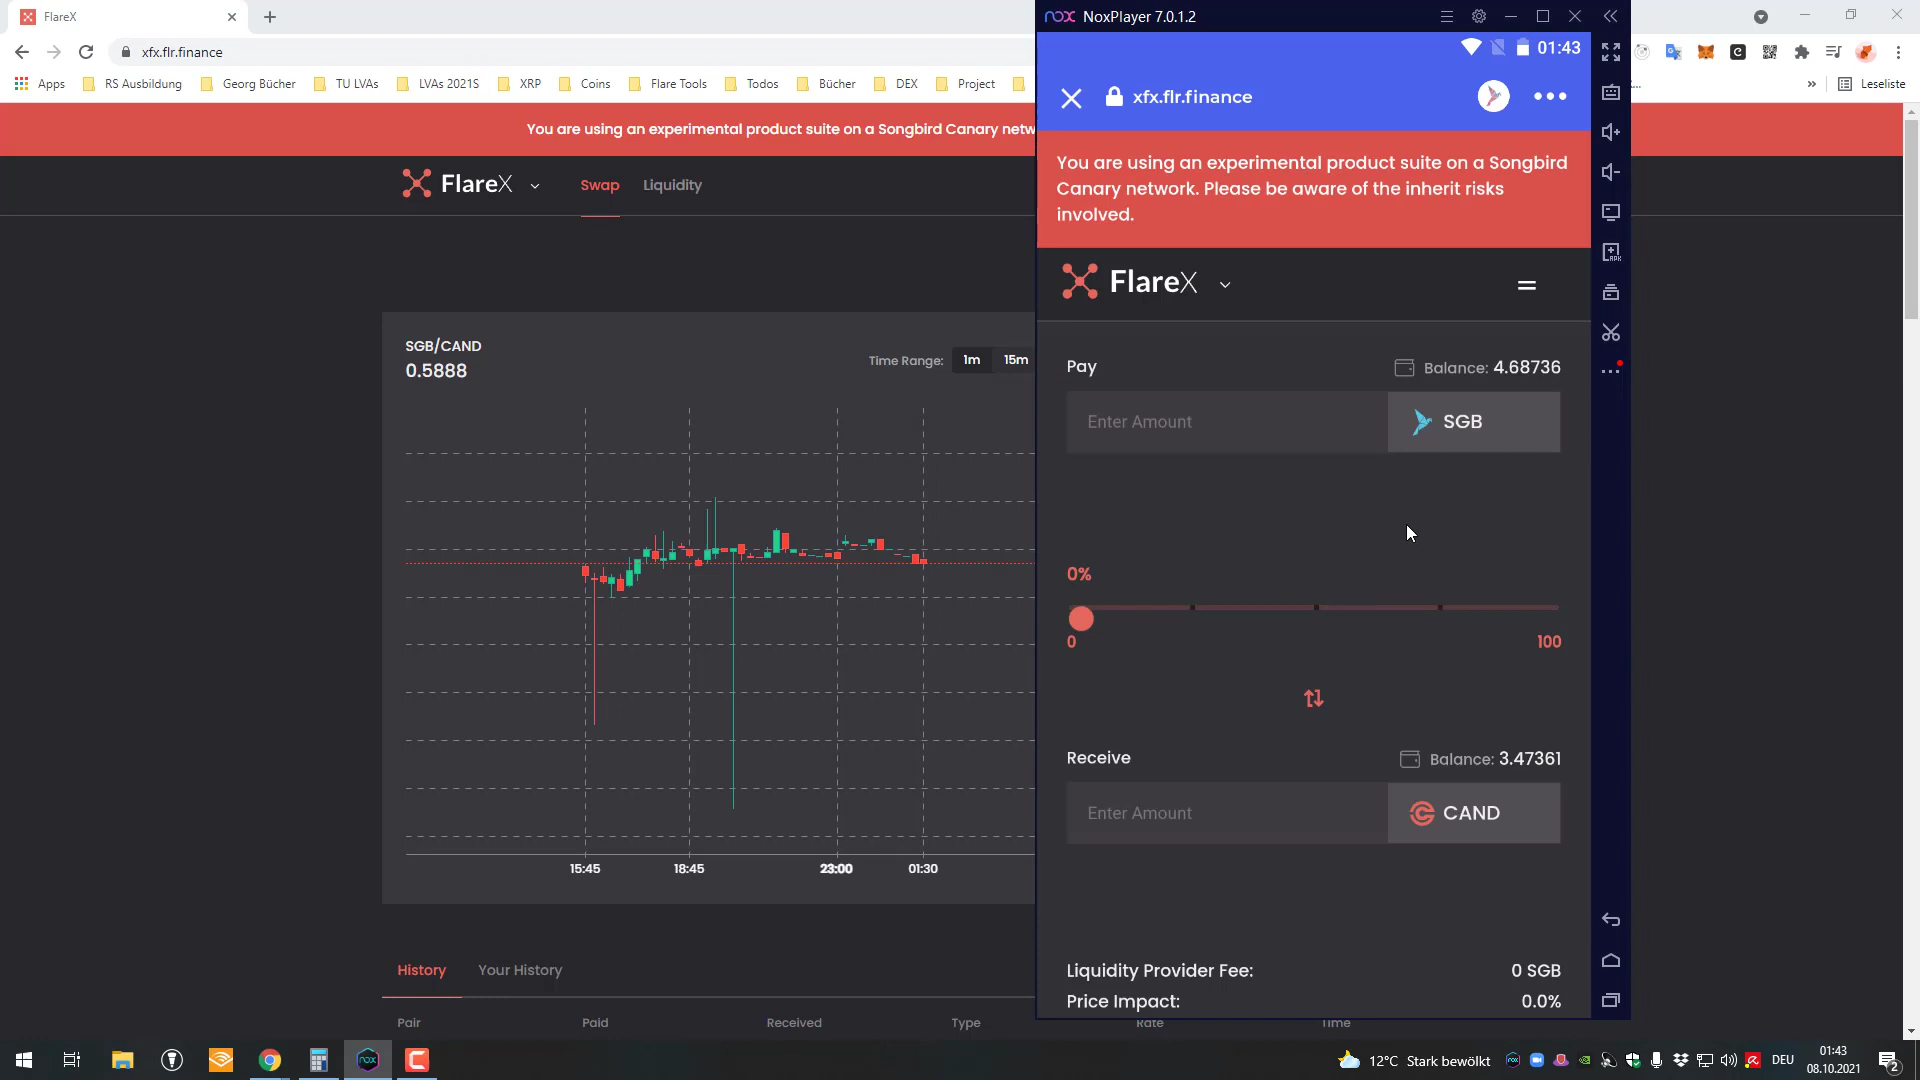 FlareX
xfx.flr.finance
Apps
RS Ausbildung
Georg Bücher
TU LVAs
LVAs 2021S
XRP
Coins
Flare Tools
Todos
Bücher
DEX
Project
Leseliste
You are using an experimental product suite on a Songbird Canary netw
FlareX
Swap
Liquidity
SGB/CAND
0.5888
Time Range:
1m
15m
15:45
18:45
23:00
01:30
History
Your History
Pair
Paid
Received
Type
Rate
Time
nox NoxPlayer 7.0.1.2
01:43
xfx.flr.finance
You are using an experimental product suite on a Songbird
Canary network. Please be aware of the inherit risks
involved.
FlareX
Pay
Balance: 4.68736
Enter Amount
SGB
0%
0
100
Receive
Balance: 3.47361
Enter Amount
CAND
Liquidity Provider Fee:
0 SGB
Price Impact:
0.0%
12°C Stark bewölkt
DEU
01:43
08.10.2021
2